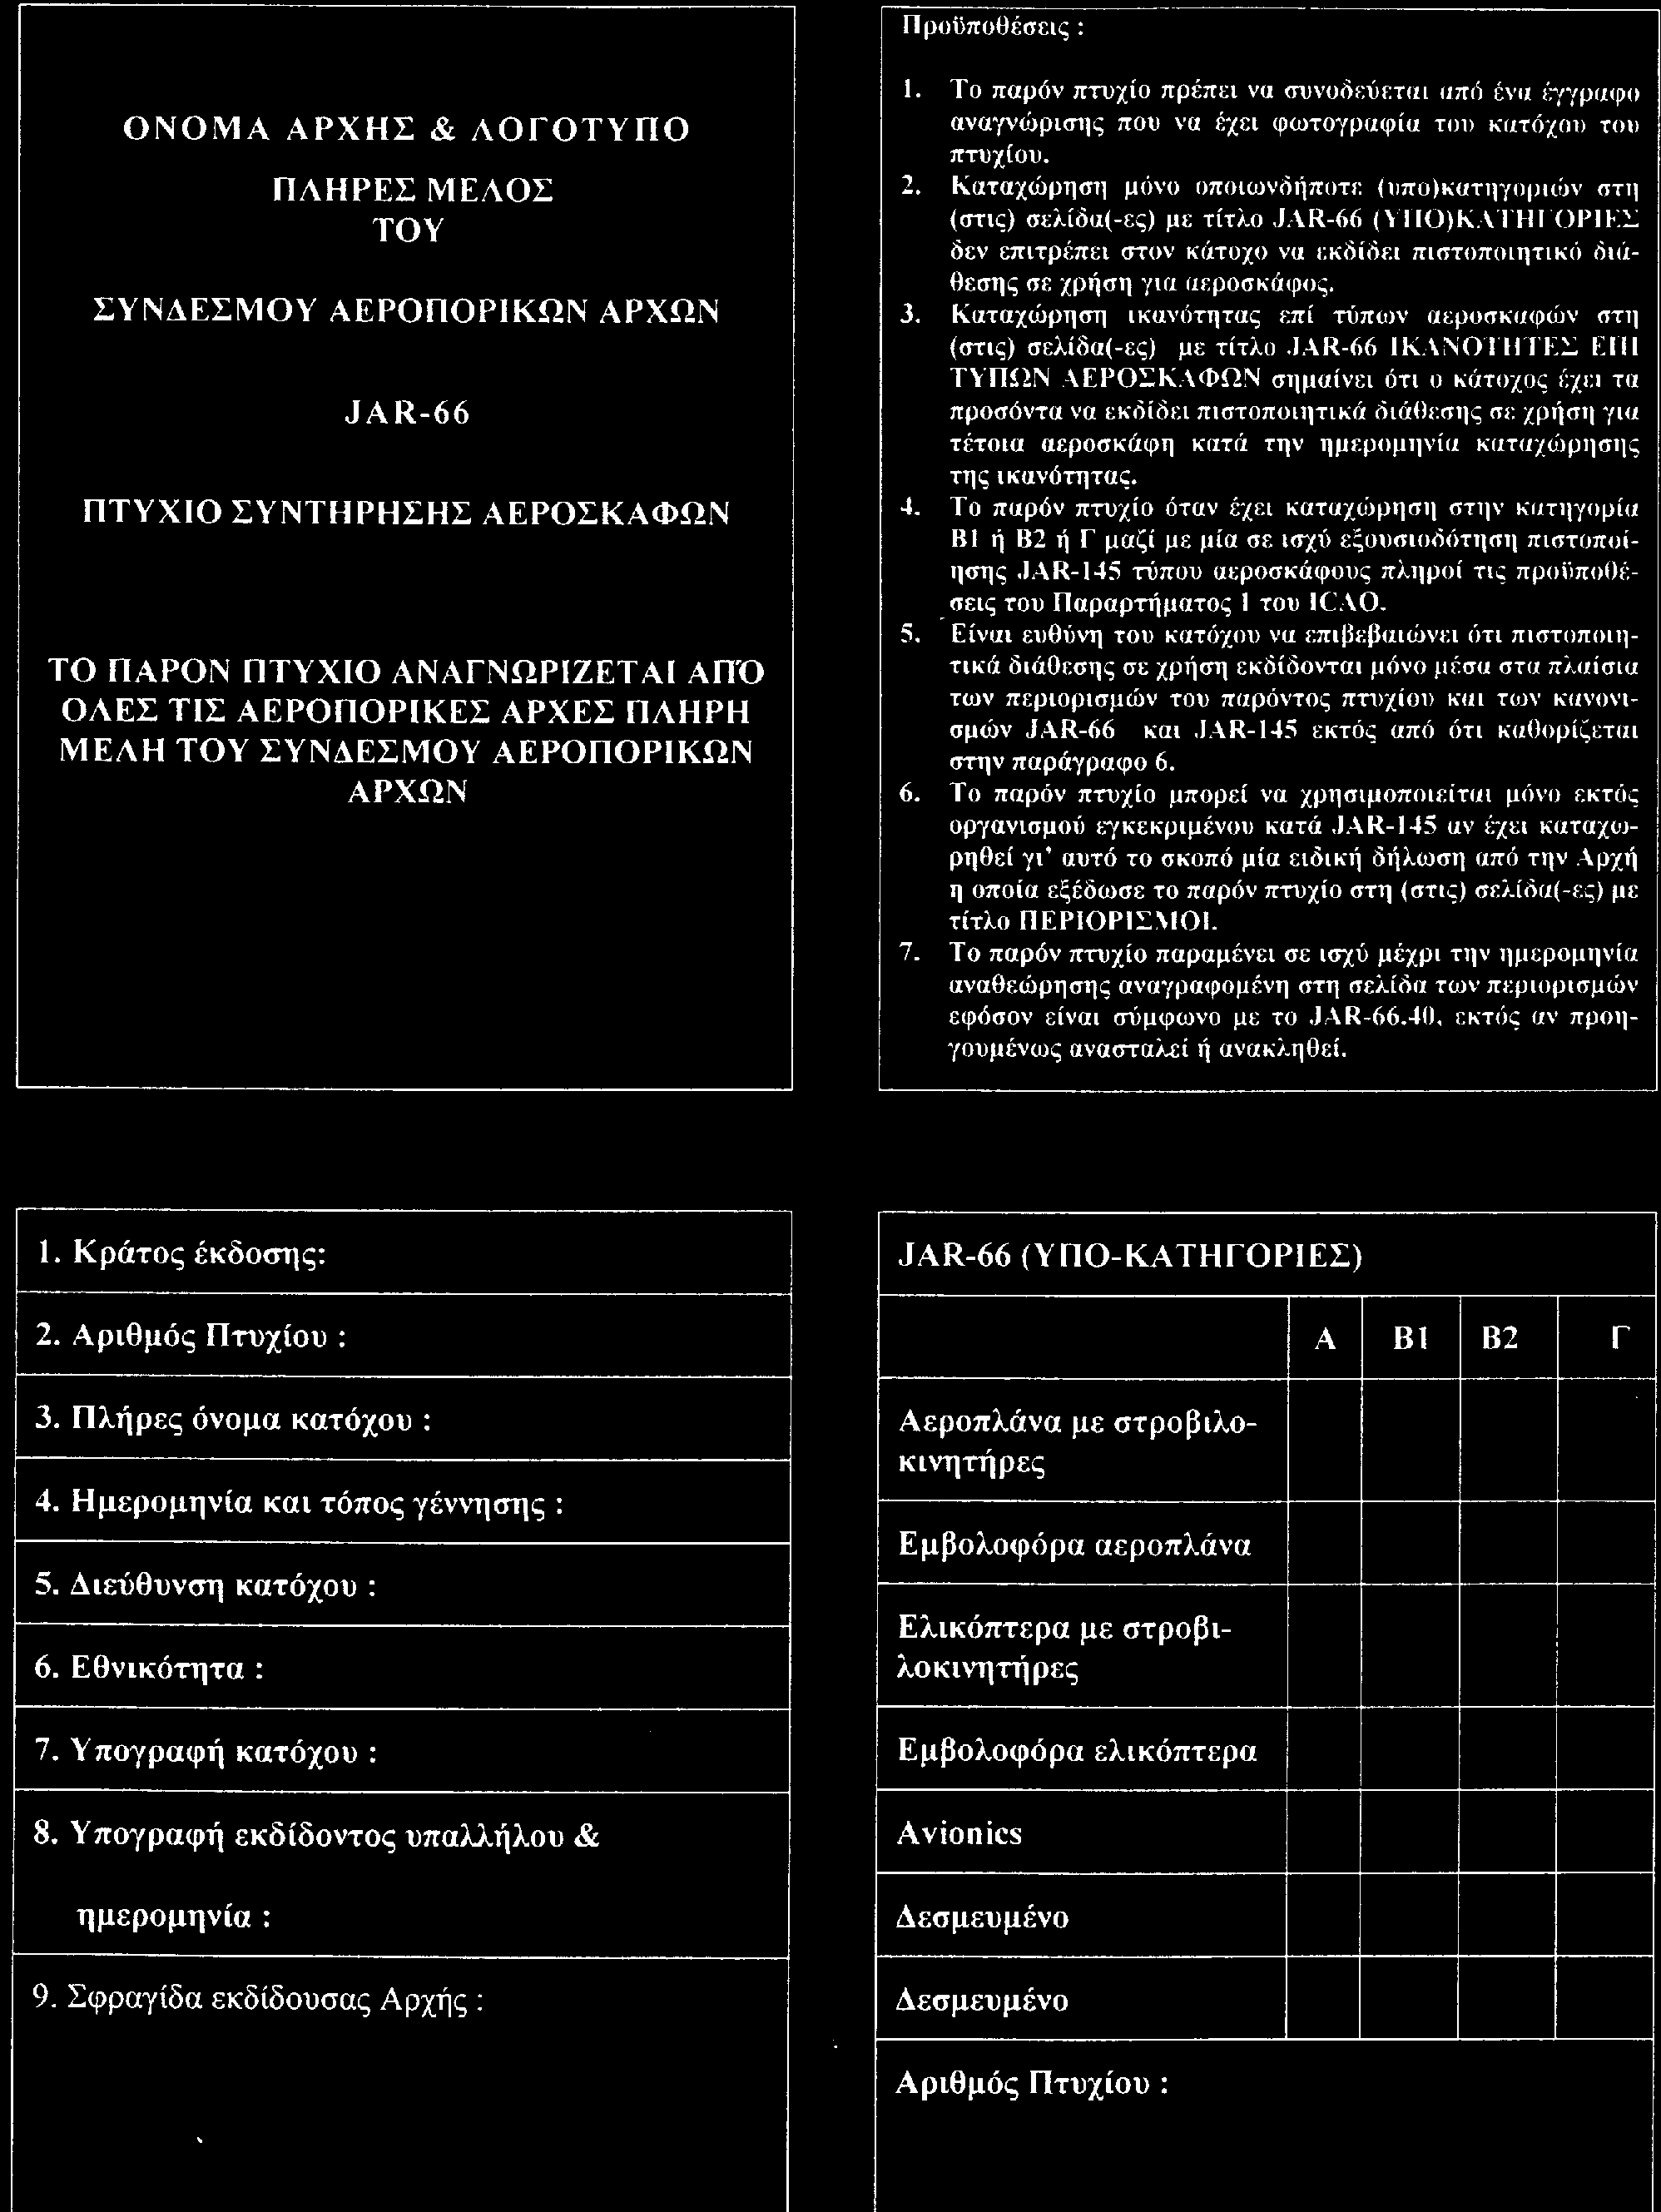 ΟΝΟΜΑ ΑΡΧΗΣ & ΛΟΓΟΤΥΠΟ
ΠΛΗΡΕΣ ΜΕΛΟΣ
ΤΟΥ
ΣΥΝΔΕΣΜΟΥ ΑΕΡΟΠΟΡΙΚΩΝ ΑΡΧΩΝ
JAR-66
ΠΤΥΧΙΟ ΣΥΝΤΗΡΗΣΗΣ ΑΕΡΟΣΚΑΦΩΝ
ΤΟ ΠΑΡΟΝ ΠΤΥΧΙΟ ΑΝΑΓΝΩΡΙΖΕΤΑΙ ΑΠΌ
ΟΛΕΣ ΤΙΣ ΑΕΡΟΠΟΡΙΚΕΣ ΑΡΧΕΣ ΠΛΗΡΗ
ΜΕΛΗ ΤΟΥ ΣΥΝΔΕΣΜΟΥ ΑΕΡΟΠΟΡΙΚΩΝ
ΑΡΧΩΝ
Προϋποθέσεις :
1. Το παρόν πτυχίο πρέπει να συνοδεύεται από ένα έγγραφο
αναγνώρισης που να έχει φωτογραφία του κατόχου του
πτυχίου.
2. Καταχώρηση μόνο οποιωνδήποτε (υπο)κατηγοριών στη
(στις) σελίδα(-ες) με τίτλο JAR-66 (ΥΠΟ)ΚΑΤΗΓΟΡΙΕΣ
δεν επιτρέπει στον κάτοχο να εκδίδει πιστοποιητικό διά-
θεσης σε χρήση για αεροσκάφος.
3. Καταχώρηση ικανότητας επί τύπων αεροσκαφών στη
(στις) σελίδα(-ες) με τίτλο JAR-66 ΙΚΑΝΟΤΗΤΕΣ ΕΠΙ
ΤΥΠΩΝ ΑΕΡΟΣΚΑΦΩΝ σημαίνει ότι ο κάτοχος έχει τα
προσόντα να εκδίδει πιστοποιητικά διάθεσης σε χρήση για
τέτοια αεροσκάφη κατά την ημερομηνία καταχώρησης
της ικανότητας.
4. Το παρόν πτυχίο όταν έχει καταχώρηση στην κατηγορία
Β1 ή Β2 ή Γ μαζί με μία σε ισχύ εξουσιοδότηση πιστοποί-
ησης JAR-145 τύπου αεροσκάφους πληροί τις προϋποθέ-
σεις του Παραρτήματος 1 του ICAO.
5. Είναι ευθύνη του κατόχου να επιβεβαιώνει ότι πιστοποιη-
τικά διάθεσης σε χρήση εκδίδονται μόνο μέσα στα πλαίσια
των περιορισμών του παρόντος πτυχίου και των κανονι-
σμών JAR-66 και JAR-145 εκτός από ότι καθορίζεται
στην παράγραφο 6.
6. Το παρόν πτυχίο μπορεί να χρησιμοποιείται μόνο εκτός
οργανισμού εγκεκριμένου κατά JAR-145 αν έχει καταχω-
ρηθεί γι' αυτό το σκοπό μία ειδική δήλωση από την Αρχή
η οποία εξέδωσε το παρόν πτυχίο στη (στις) σελίδα(-ες) με
τίτλο ΠΕΡΙΟΡΙΣΜΟΙ.
7. Το παρόν πτυχίο παραμένει σε ισχύ μέχρι την ημερομηνία
αναθεώρησης αναγραφομένη στη σελίδα των περιορισμών
εφόσον είναι σύμφωνο με το JAR-66.40, εκτός αν προη-
γουμένως ανασταλεί ή ανακληθεί.
1. Κράτος έκδοσης:
2. Αριθμός Πτυχίου :
3. Πλήρες όνομα κατόχου :
4. Ημερομηνία και τόπος γέννησης :
5. Διεύθυνση κατόχου :
6. Εθνικότητα :
7. Υπογραφή κατόχου :
8. Υπογραφή εκδίδοντος υπαλλήλου &
ημερομηνία :
9. Σφραγίδα εκδίδουσας Αρχής :
JAR-66 (ΥΠΟ-ΚΑΤΗΓΟΡΙΕΣ)
Α Β1 Β2 Γ
Αεροπλάνα με στροβιλο-
κινητήρες
Εμβολοφόρα αεροπλάνα
Ελικόπτερα με στροβι-
λοκινητήρες
Εμβολοφόρα ελικόπτερα
Avionics
Δεσμευμένο
Δεσμευμένο
Αριθμός Πτυχίου :